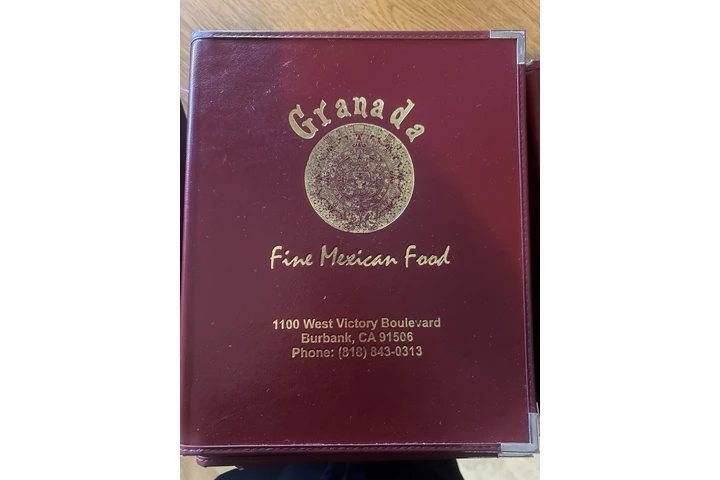 Granada
Fine Mexican Food
1100 West Victory Boulevard
Burbank, CA 91506
Phone: (818) 843-0313